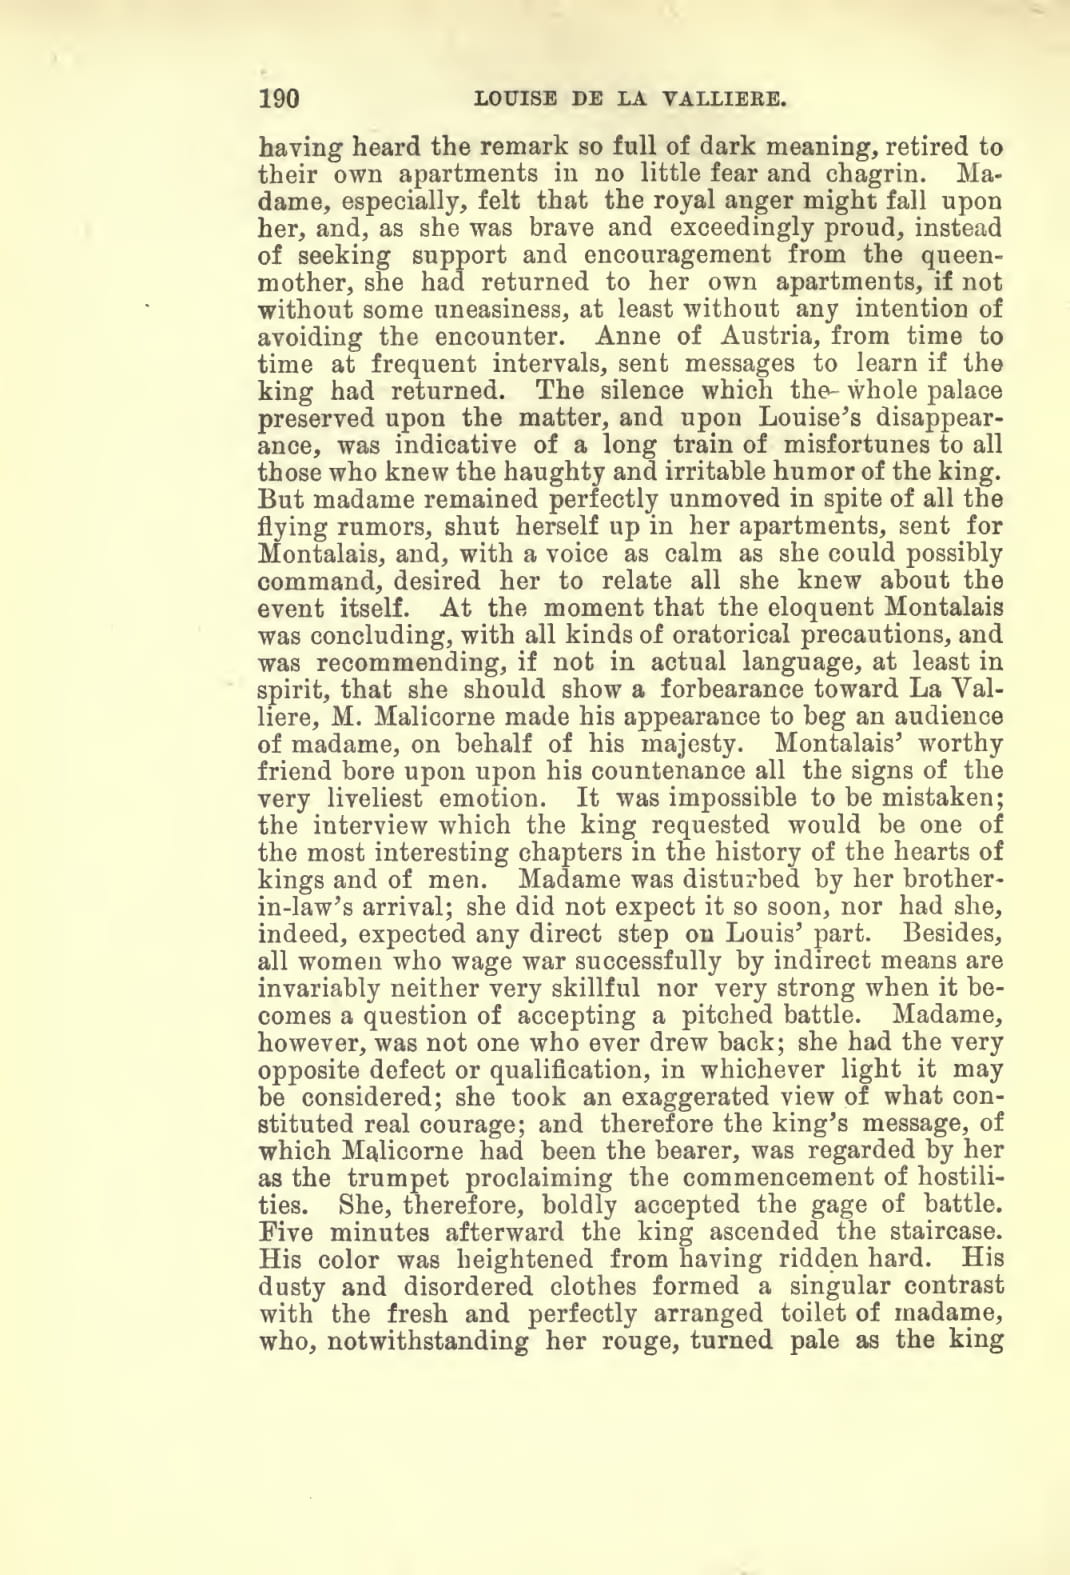 190 LOUISE DE LA VALLIERE.
having heard the remark so full of dark meaning, retired to
their own apartments in no little fear and chagrin. Ma-
dame, especially, felt that the royal anger might fall upon
her, and, as she was brave and exceedingly proud, instead
of seeking support and encouragement from the queen-
mother, she had returned to her own apartments, if not
without some uneasiness, at least without any intention of
avoiding the encounter. Anne of Austria, from time to
time at frequent intervals, sent messages to learn if the
king had returned. The silence which the whole palace
preserved upon the matter, and upon Louise's disappear-
ance, was indicative of a long train of misfortunes to all
those who knew the haughty and irritable humor of the king.
But madame remained perfectly unmoved in spite of all the
flying rumors, shut herself up in her apartments, sent for
Montalais, and, with a voice as calm as she could possibly
command, desired her to relate all she knew about the
event itself. At the moment that the eloquent Montalais
was concluding, with all kinds of oratorical precautions, and
was recommending, if not in actual language, at least in
spirit, that she should show a forbearance toward La Val-
liere, M. Malicorne made his appearance to beg an audience
of madame, on behalf of his majesty. Montalais' worthy
friend bore upon upon his countenance all the signs of the
very liveliest emotion. It was impossible to be mistaken;
the interview which the king requested would be one of
the most interesting chapters in the history of the hearts of
kings and of men. Madame was disturbed by her brother-
in-law's arrival; she did not expect it so soon, nor had she,
indeed, expected any direct step on Louis' part. Besides,
all women who wage war successfully by indirect means are
invariably neither very skillful nor very strong when it be-
comes a question of accepting a pitched battle. Madame,
however, was not one who ever drew back; she had the very
opposite defect or qualification, in whichever light it may
be considered; she took an exaggerated view of what con-
stituted real courage; and therefore the king's message, of
which Malicorne had been the bearer, was regarded by her
as the trumpet proclaiming the commencement of hostili-
ties. She, therefore, boldly accepted the gage of battle.
Five minutes afterward the king ascended the staircase.
His color was heightened from having ridden hard. His
dusty and disordered clothes formed a singular contrast
with the fresh and perfectly arranged toilet of madame,
who, notwithstanding her rouge, turned pale as the king